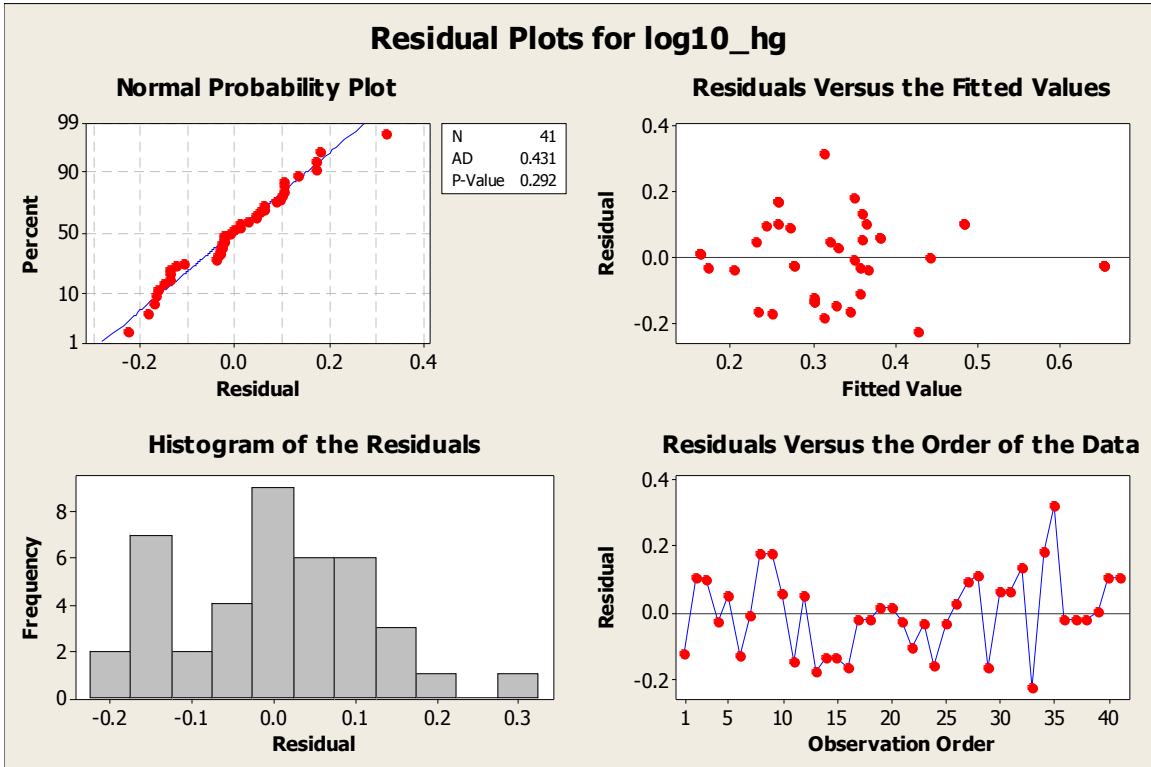 Residual Plots for log10_hg
Normal Probability Plot
99
90
50
10
1
Percent
-0.2
0.0
0.2
0.4
Residual
N 41
AD 0.431
P-Value 0.292
Residuals Versus the Fitted Values
0.4
0.2
0.0
-0.2
Residual
0.2
0.3
0.4
0.5
0.6
Fitted Value
Histogram of the Residuals
8
6
4
2
0
Frequency
-0.2
-0.1
0.0
0.1
0.2
0.3
Residual
Residuals Versus the Order of the Data
0.4
0.2
0.0
-0.2
Residual
1
5
10
15
20
25
30
35
40
Observation Order